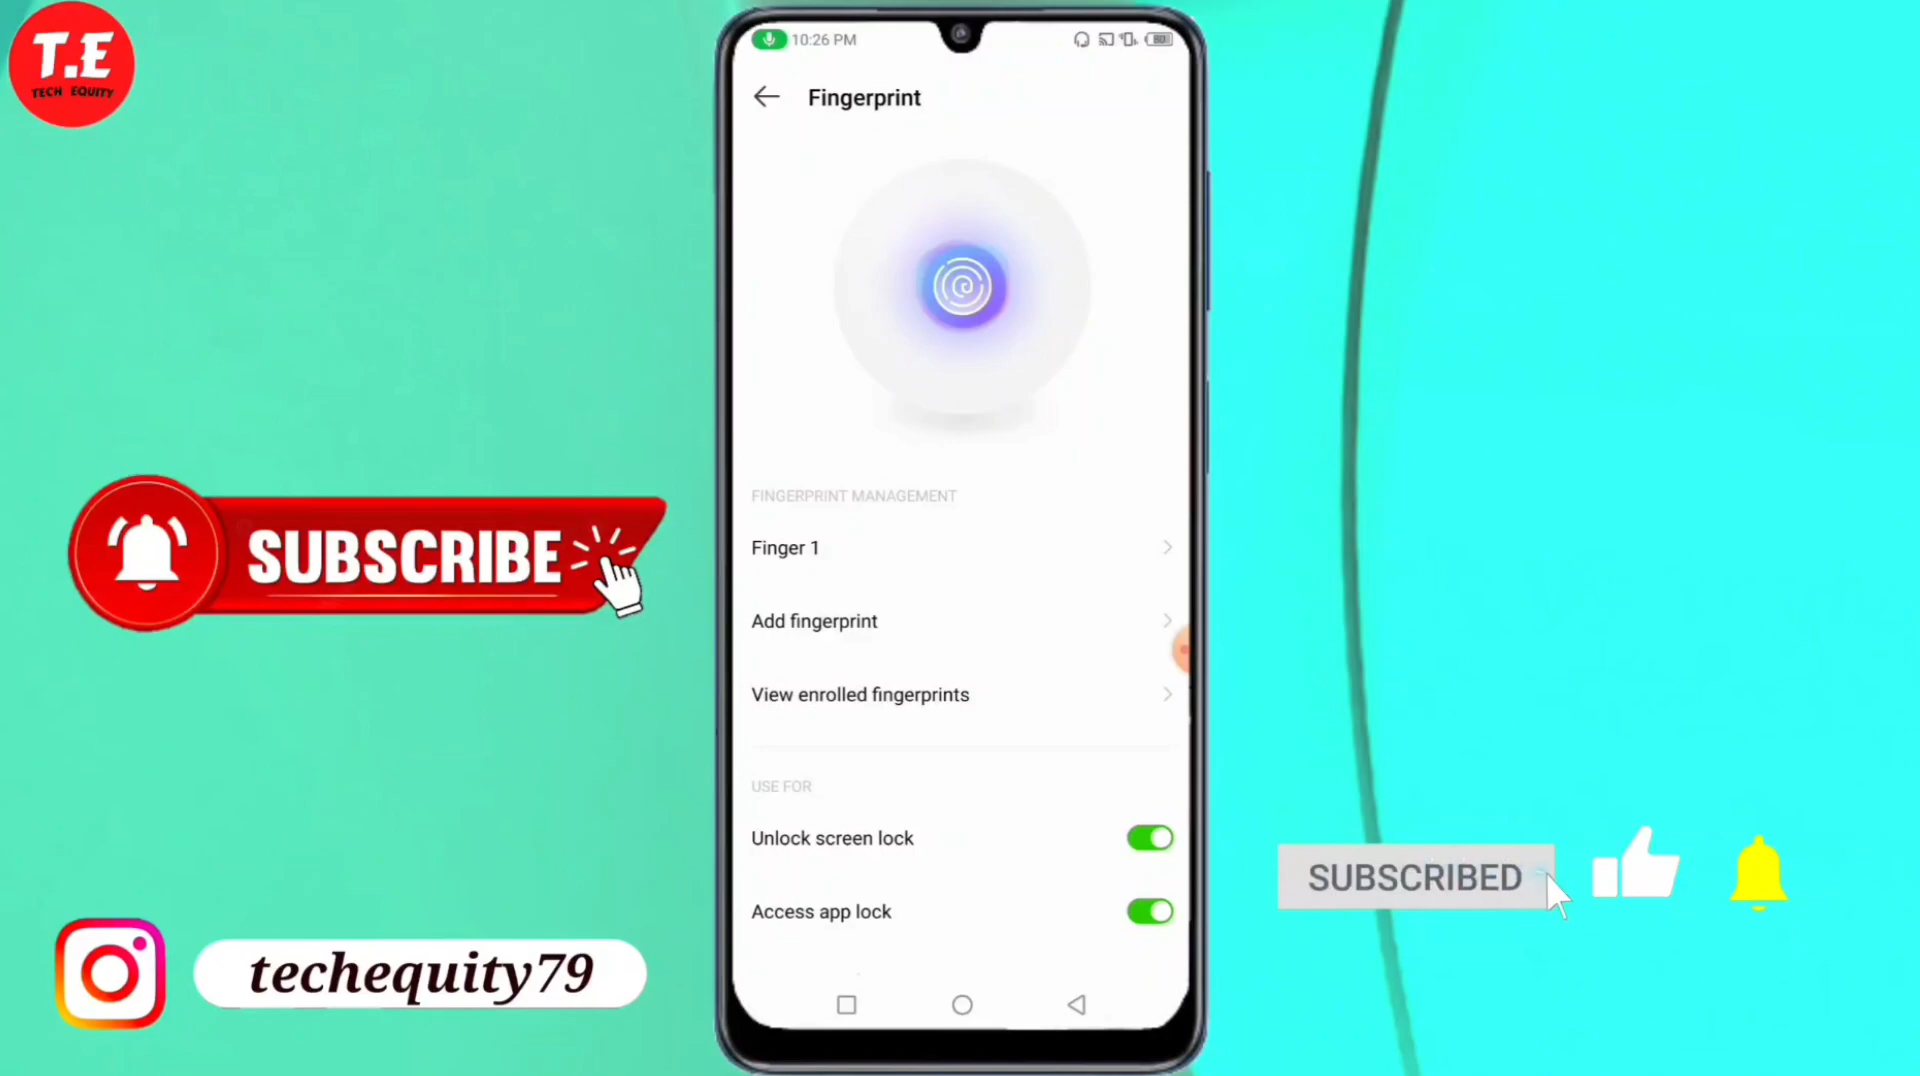 T.E
TECH EQUITY
10:26 PM
80
Fingerprint
FINGERPRINT MANAGEMENT
Finger 1
Add fingerprint
View enrolled fingerprints
USE FOR
Unlock screen lock
Access app lock
SUBSCRIBE
techequity79
SUBSCRIBED